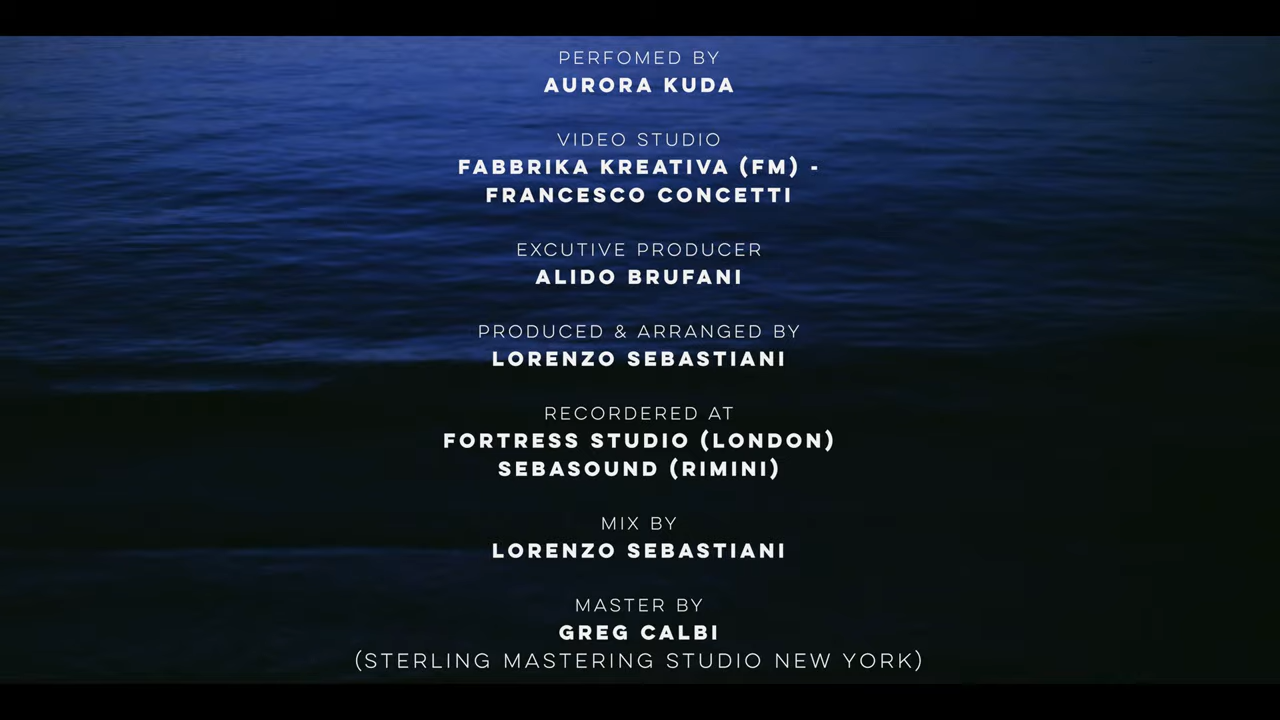 PERFOMED BY
AURORA KUDA
VIDEO STUDIO
FABBRIKA KREATIVA (FM) -
FRANCESCO CONCETTI
EXCUTIVE PRODUCER
ALIDO BRUFANI
PRODUCED & ARRANGED BY
LORENZO SEBASTIANI
RECORDERED AT
FORTRESS STUDIO (LONDON)
SEBASOUND (RIMINI)
MIX BY
LORENZO SEBASTIANI
MASTER BY
GREG CALBI
(STERLING MASTERING STUDIO NEW YORK)